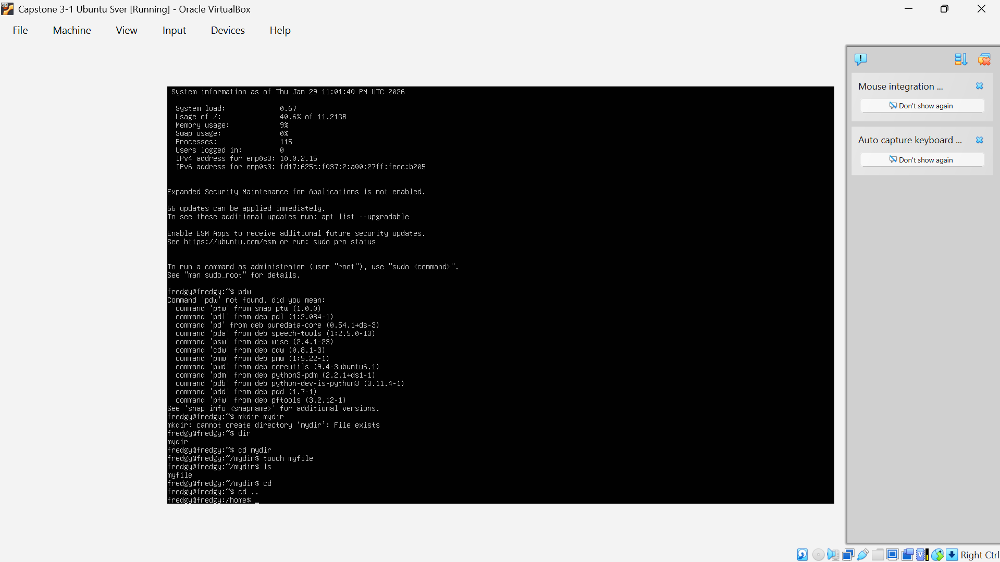 Capstone 3-1 Ubuntu Sver [Running] - Oracle VirtualBox
File Machine View Input Devices Help
System information as of Thu Jan 29 11:01:40 PM UTC 2026
System load: 0.67
Usage of /: 40.6% of 11.21GB
Memory usage: 9%
Swap usage: 0%
Processes: 115
Users logged in: 0
IPv4 address for enp0s3: 10.0.2.15
IPv6 address for enp0s3: fd17:625c:f037:2:a00:27ff:fecc:b205
Expanded Security Maintenance for Applications is not enabled.
56 updates can be applied immediately.
To see these additional updates run: apt list --upgradable
Enable ESM Apps to receive additional future security updates.
See https://ubuntu.com/esm or run: sudo pro status
To run a command as administrator (user "root"), use "sudo <command>".
See "man sudo_root" for details.
fredgy@fredgy:~$ pdw
Command 'pdw' not found, did you mean:
command 'ptw' from snap ptw (1.0.0)
command 'pdl' from deb pdl (1:2.084-1)
command 'pd' from deb puredata-core (0.54.1+ds-3)
command 'pda' from deb speech-tools (1:2.5.0-13)
command 'psw' from deb wise (2.4.1-23)
command 'cdw' from deb cdw (0.8.1-3)
command 'pmw' from deb pmw (1:5.22-1)
command 'pwd' from deb coreutils (9.4-3ubuntu6.1)
command 'pdm' from deb python3-pdm (2.2.1+ds1-1)
command 'pdb' from deb python-dev-is-python3 (3.11.4-1)
command 'pdd' from deb pdd (1.7-1)
command 'pfw' from deb pftools (3.2.12-1)
See 'snap info <snapname>' for additional versions.
fredgy@fredgy:~$ mkdir mydir
mkdir: cannot create directory ‘mydir’: File exists
fredgy@fredgy:~$ dir
mydir
fredgy@fredgy:~$ cd mydir
fredgy@fredgy:~/mydir$ touch myfile
fredgy@fredgy:~/mydir$ ls
myfile
fredgy@fredgy:~/mydir$ cd
fredgy@fredgy:~$ cd ..
fredgy@fredgy:/home$ _
Mouse integration ...
Don't show again
Auto capture keyboard ...
Don't show again
Right Ctrl